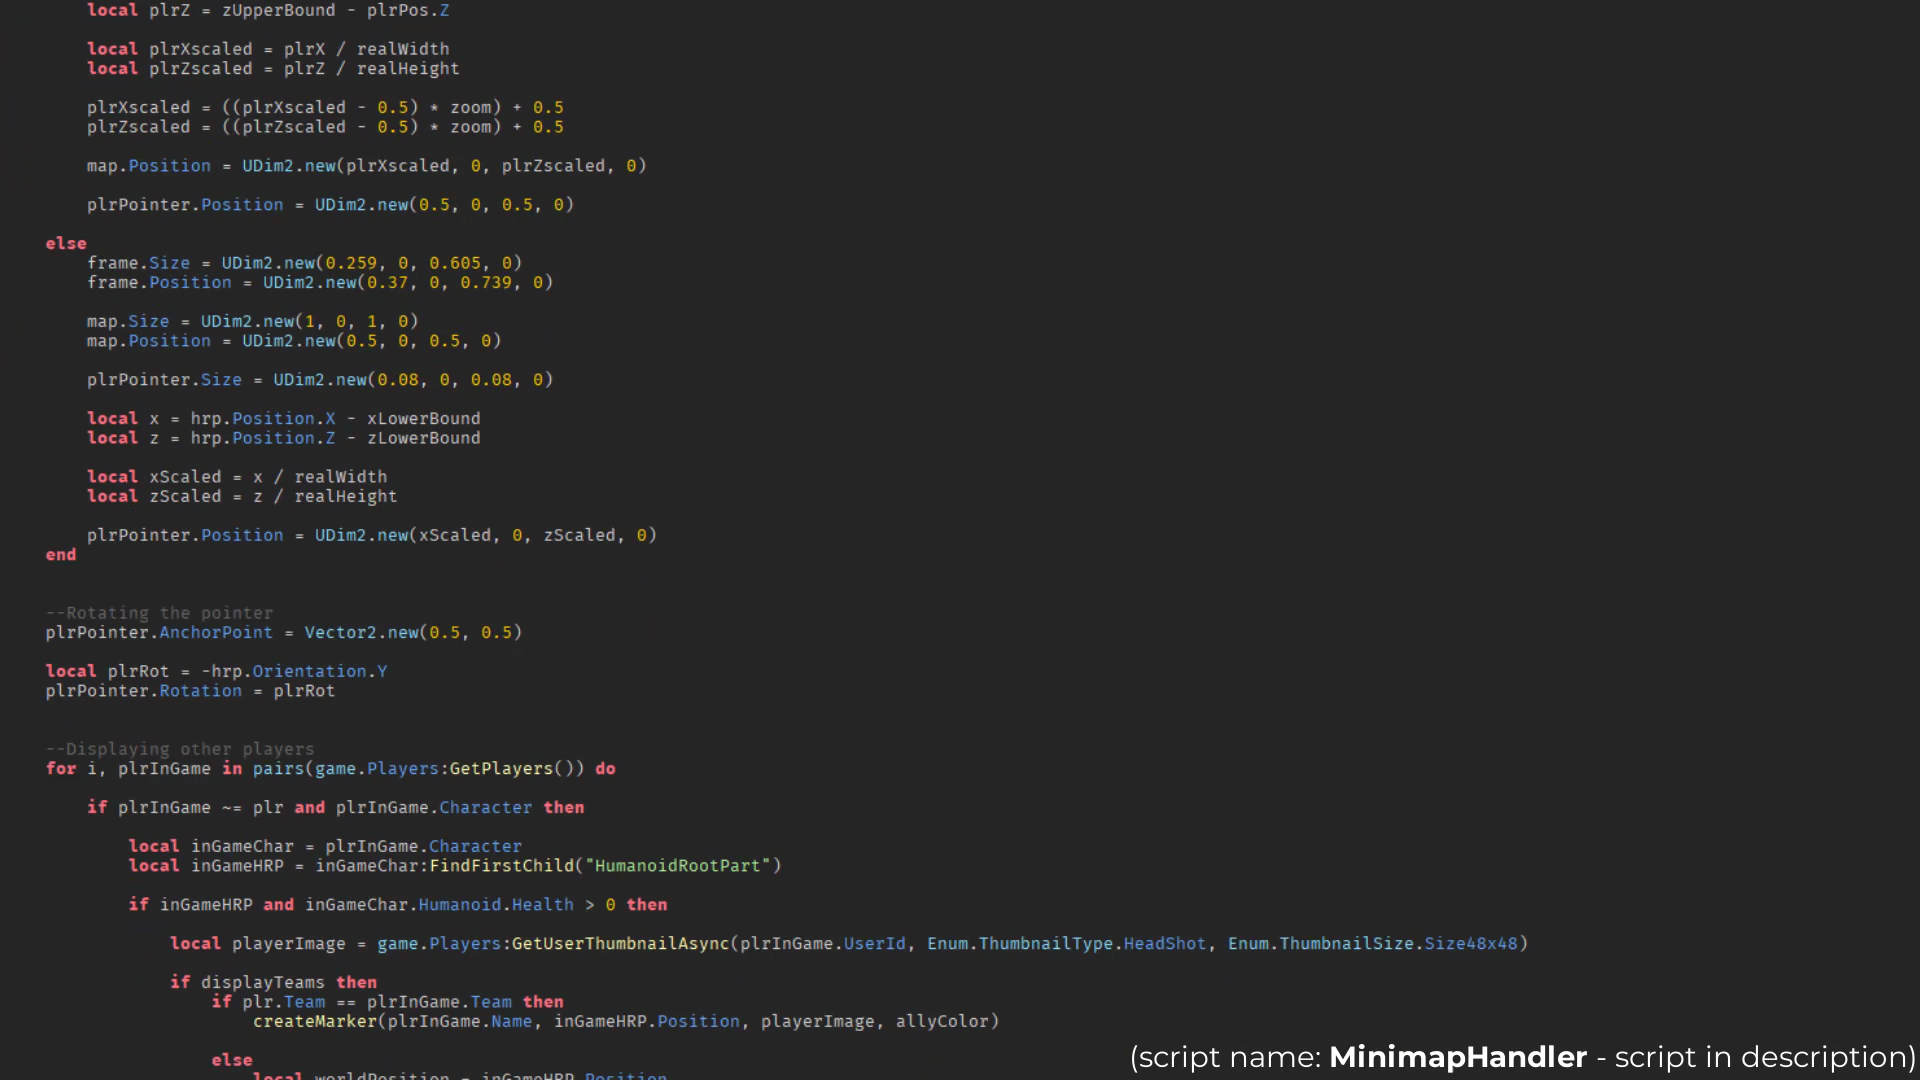 local plrZ = zUpperBound - plrPos.Z
local plrXscaled = plrX / realWidth
local plrZscaled = plrZ / realHeight
plrXscaled = ((plrXscaled - 0.5) * zoom) + 0.5
plrZscaled = ((plrZscaled - 0.5) * zoom) + 0.5
map.Position = UDim2.new(plrXscaled, 0, plrZscaled, 0)
plrPointer.Position = UDim2.new(0.5, 0, 0.5, 0)
else
frame.Size = UDim2.new(0.259, 0, 0.605, 0)
frame.Position = UDim2.new(0.37, 0, 0.739, 0)
map.Size = UDim2.new(1, 0, 1, 0)
map.Position = UDim2.new(0.5, 0, 0.5, 0)
plrPointer.Size = UDim2.new(0.08, 0, 0.08, 0)
local x = hrp.Position.X - xLowerBound
local z = hrp.Position.Z - zLowerBound
local xScaled = x / realWidth
local zScaled = z / realHeight
plrPointer.Position = UDim2.new(xScaled, 0, zScaled, 0)
end
--Rotating the pointer
plrPointer.AnchorPoint = Vector2.new(0.5, 0.5)
local plrRot = -hrp.Orientation.Y
plrPointer.Rotation = plrRot
--Displaying other players
for i, plrInGame in pairs(game.Players:GetPlayers()) do
if plrInGame ~= plr and plrInGame.Character then
local inGameChar = plrInGame.Character
local inGameHRP = inGameChar:FindFirstChild("HumanoidRootPart")
if inGameHRP and inGameChar.Humanoid.Health > 0 then
local playerImage = game.Players:GetUserThumbnailAsync(plrInGame.UserId, Enum.ThumbnailType.HeadShot, Enum.ThumbnailSize.Size48x48)
if displayTeams then
if plr.Team == plrInGame.Team then
createMarker(plrInGame.Name, inGameHRP.Position, playerImage, allyColor)
else
local worldPosition = inGameHRP.Position
(script name: MinimapHandler - script in description)